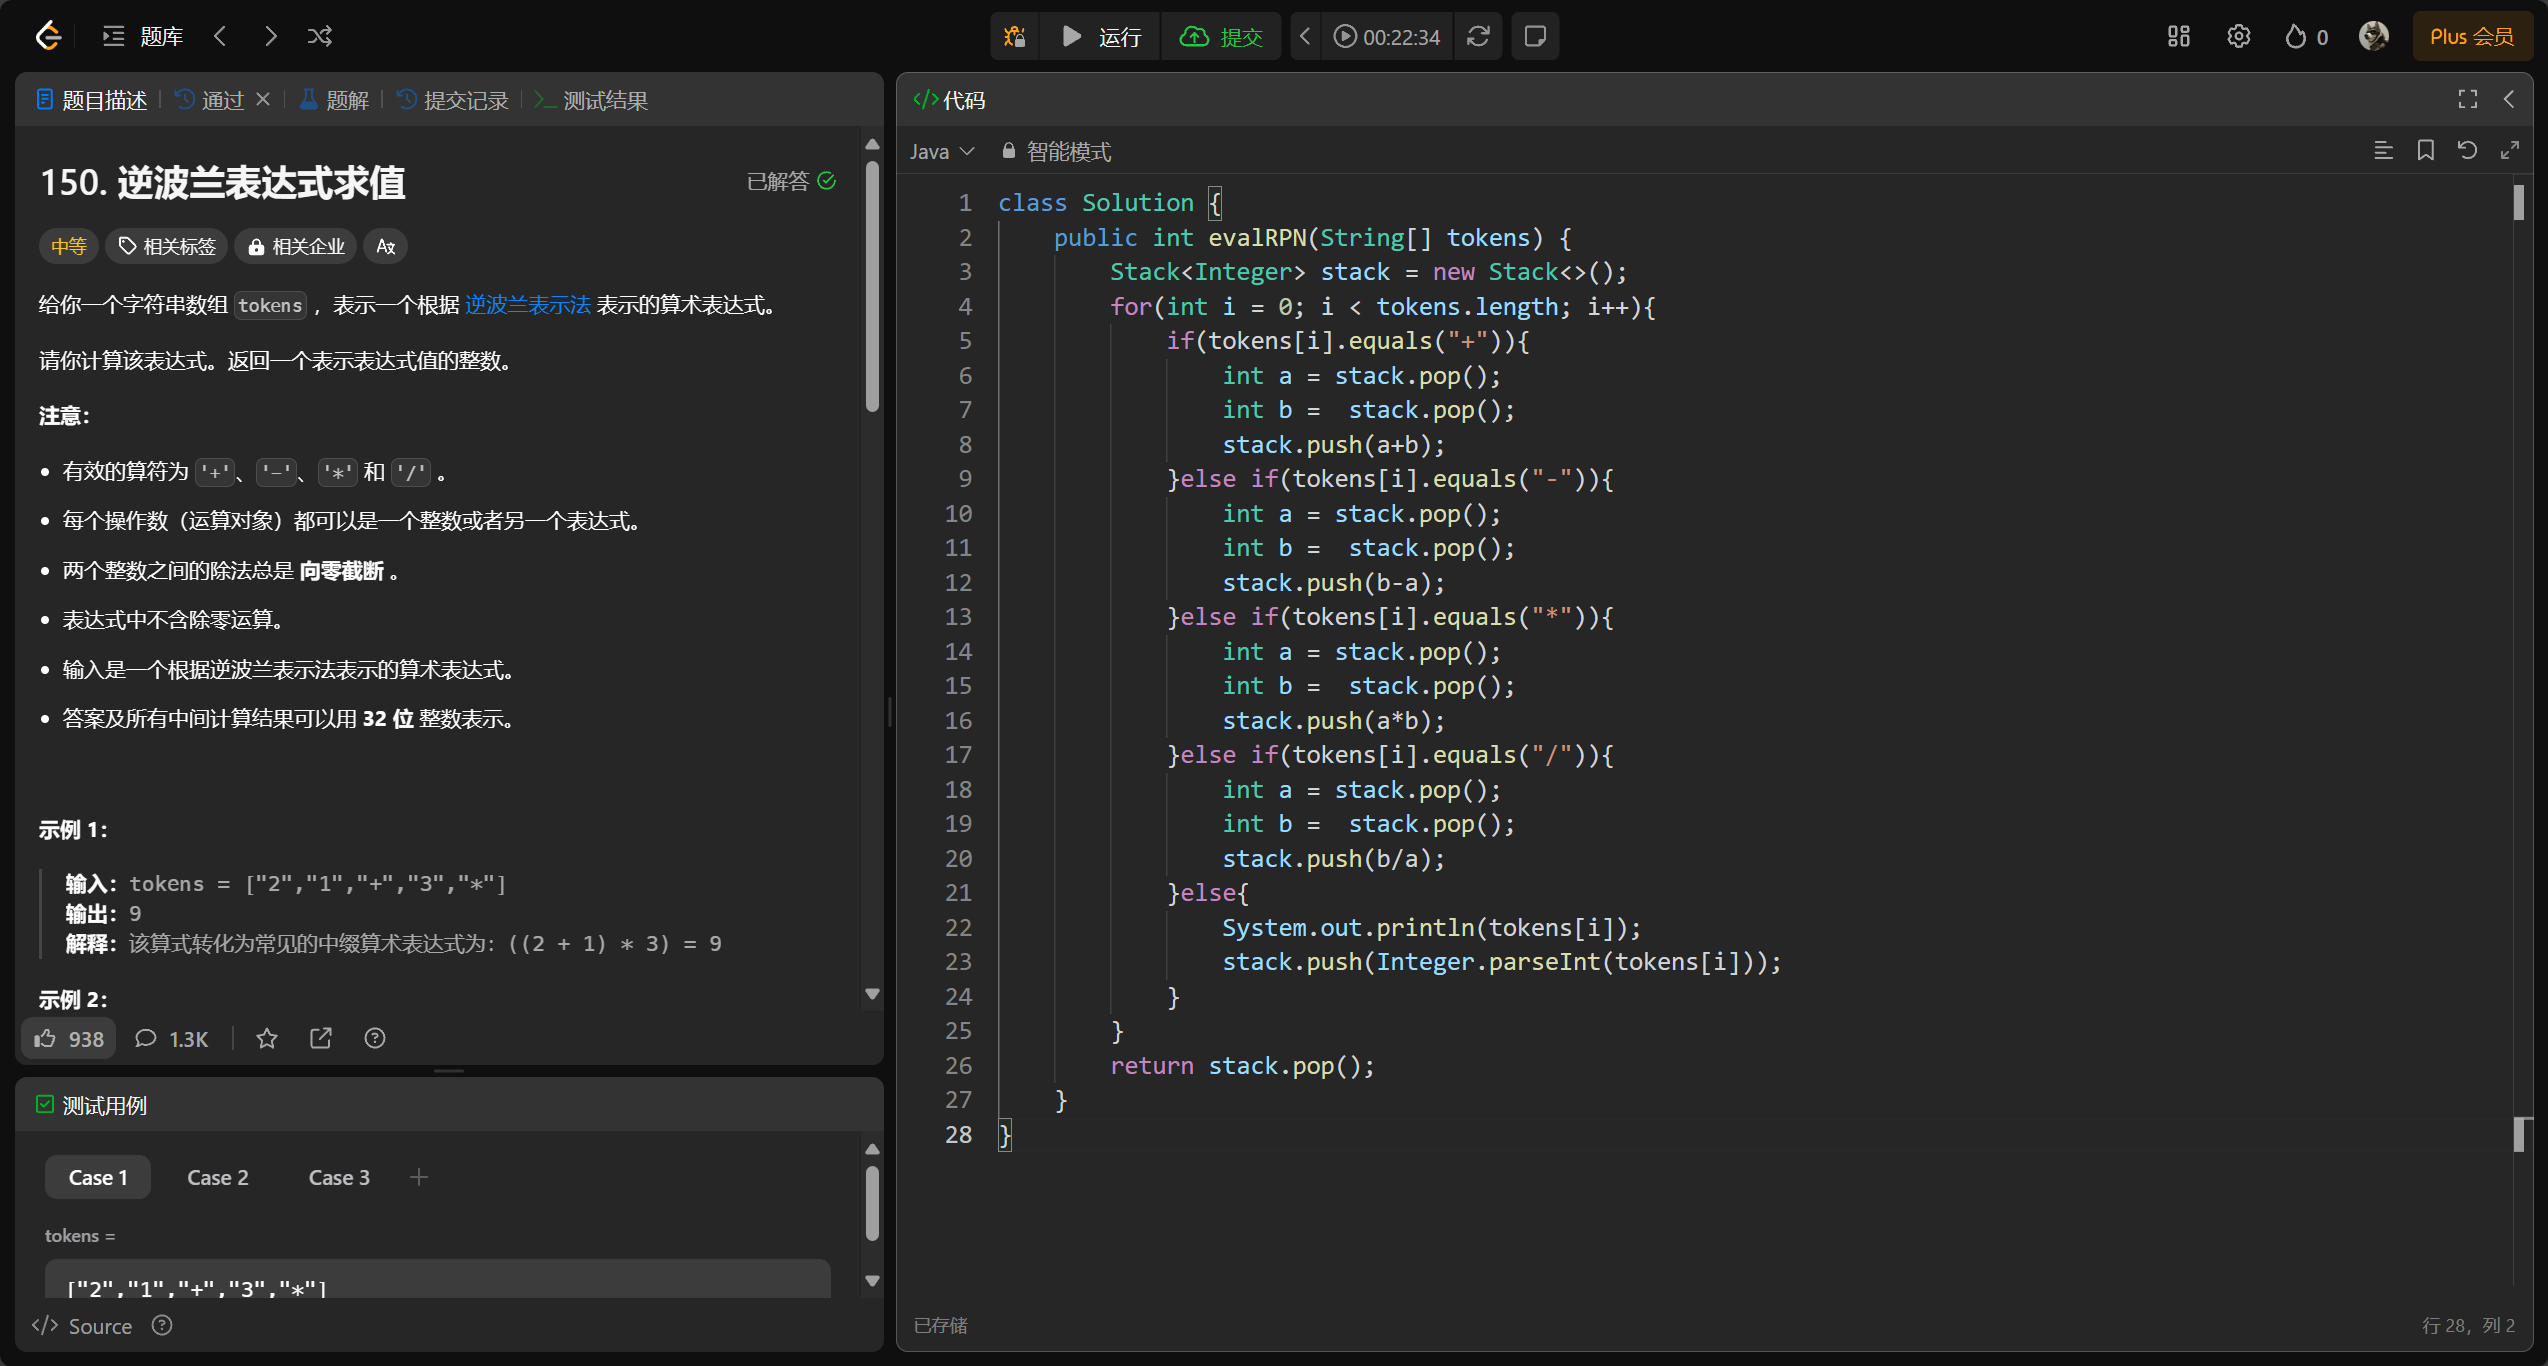 题库
运行
提交
00:22:34
0
Plus 会员
题目描述
通过
题解
提交记录
测试结果
150. 逆波兰表达式求值
已解答
中等
相关标签
相关企业
给你一个字符串数组 tokens ，表示一个根据 逆波兰表示法 表示的算术表达式。
请你计算该表达式。返回一个表示表达式值的整数。
注意：
有效的算符为 '+'、'-'、'*' 和 '/' 。
每个操作数（运算对象）都可以是一个整数或者另一个表达式。
两个整数之间的除法总是 向零截断 。
表达式中不含除零运算。
输入是一个根据逆波兰表示法表示的算术表达式。
答案及所有中间计算结果可以用 32 位 整数表示。
示例 1：
输入：tokens = ["2","1","+","3","*"]
输出：9
解释：该算式转化为常见的中缀算术表达式为：((2 + 1) * 3) = 9
示例 2：
938
1.3K
测试用例
Case 1
Case 2
Case 3
tokens =
["2","1","+","3","*"]
</> Source
</> 代码
Java
智能模式
1 class Solution {
2     public int evalRPN(String[] tokens) {
3         Stack<Integer> stack = new Stack<>();
4         for(int i = 0; i < tokens.length; i++){
5             if(tokens[i].equals("+")){
6                 int a = stack.pop();
7                 int b =  stack.pop();
8                 stack.push(a+b);
9             }else if(tokens[i].equals("-")){
10                 int a = stack.pop();
11                 int b =  stack.pop();
12                 stack.push(b-a);
13             }else if(tokens[i].equals("*")){
14                 int a = stack.pop();
15                 int b =  stack.pop();
16                 stack.push(a*b);
17             }else if(tokens[i].equals("/")){
18                 int a = stack.pop();
19                 int b =  stack.pop();
20                 stack.push(b/a);
21             }else{
22                 System.out.println(tokens[i]);
23                 stack.push(Integer.parseInt(tokens[i]));
24             }
25         }
26         return stack.pop();
27     }
28 }
已存储
行 28，列 2